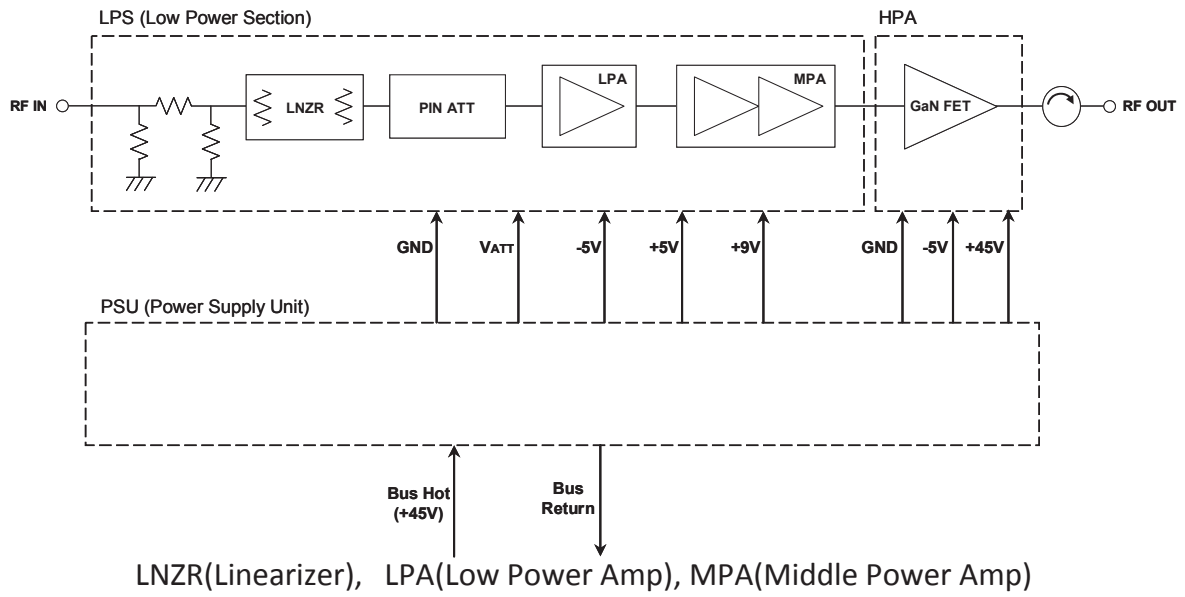 LPS (Low Power Section)
HPA
RF IN
LNZR
PIN ATT
LPA
MPA
GaN FET
RF OUT
GND
VATT
-5V
+5V
+9V
GND
-5V
+45V
PSU (Power Supply Unit)
Bus Hot
(+45V)
Bus
Return
LNZR(Linearizer), LPA(Low Power Amp), MPA(Middle Power Amp)